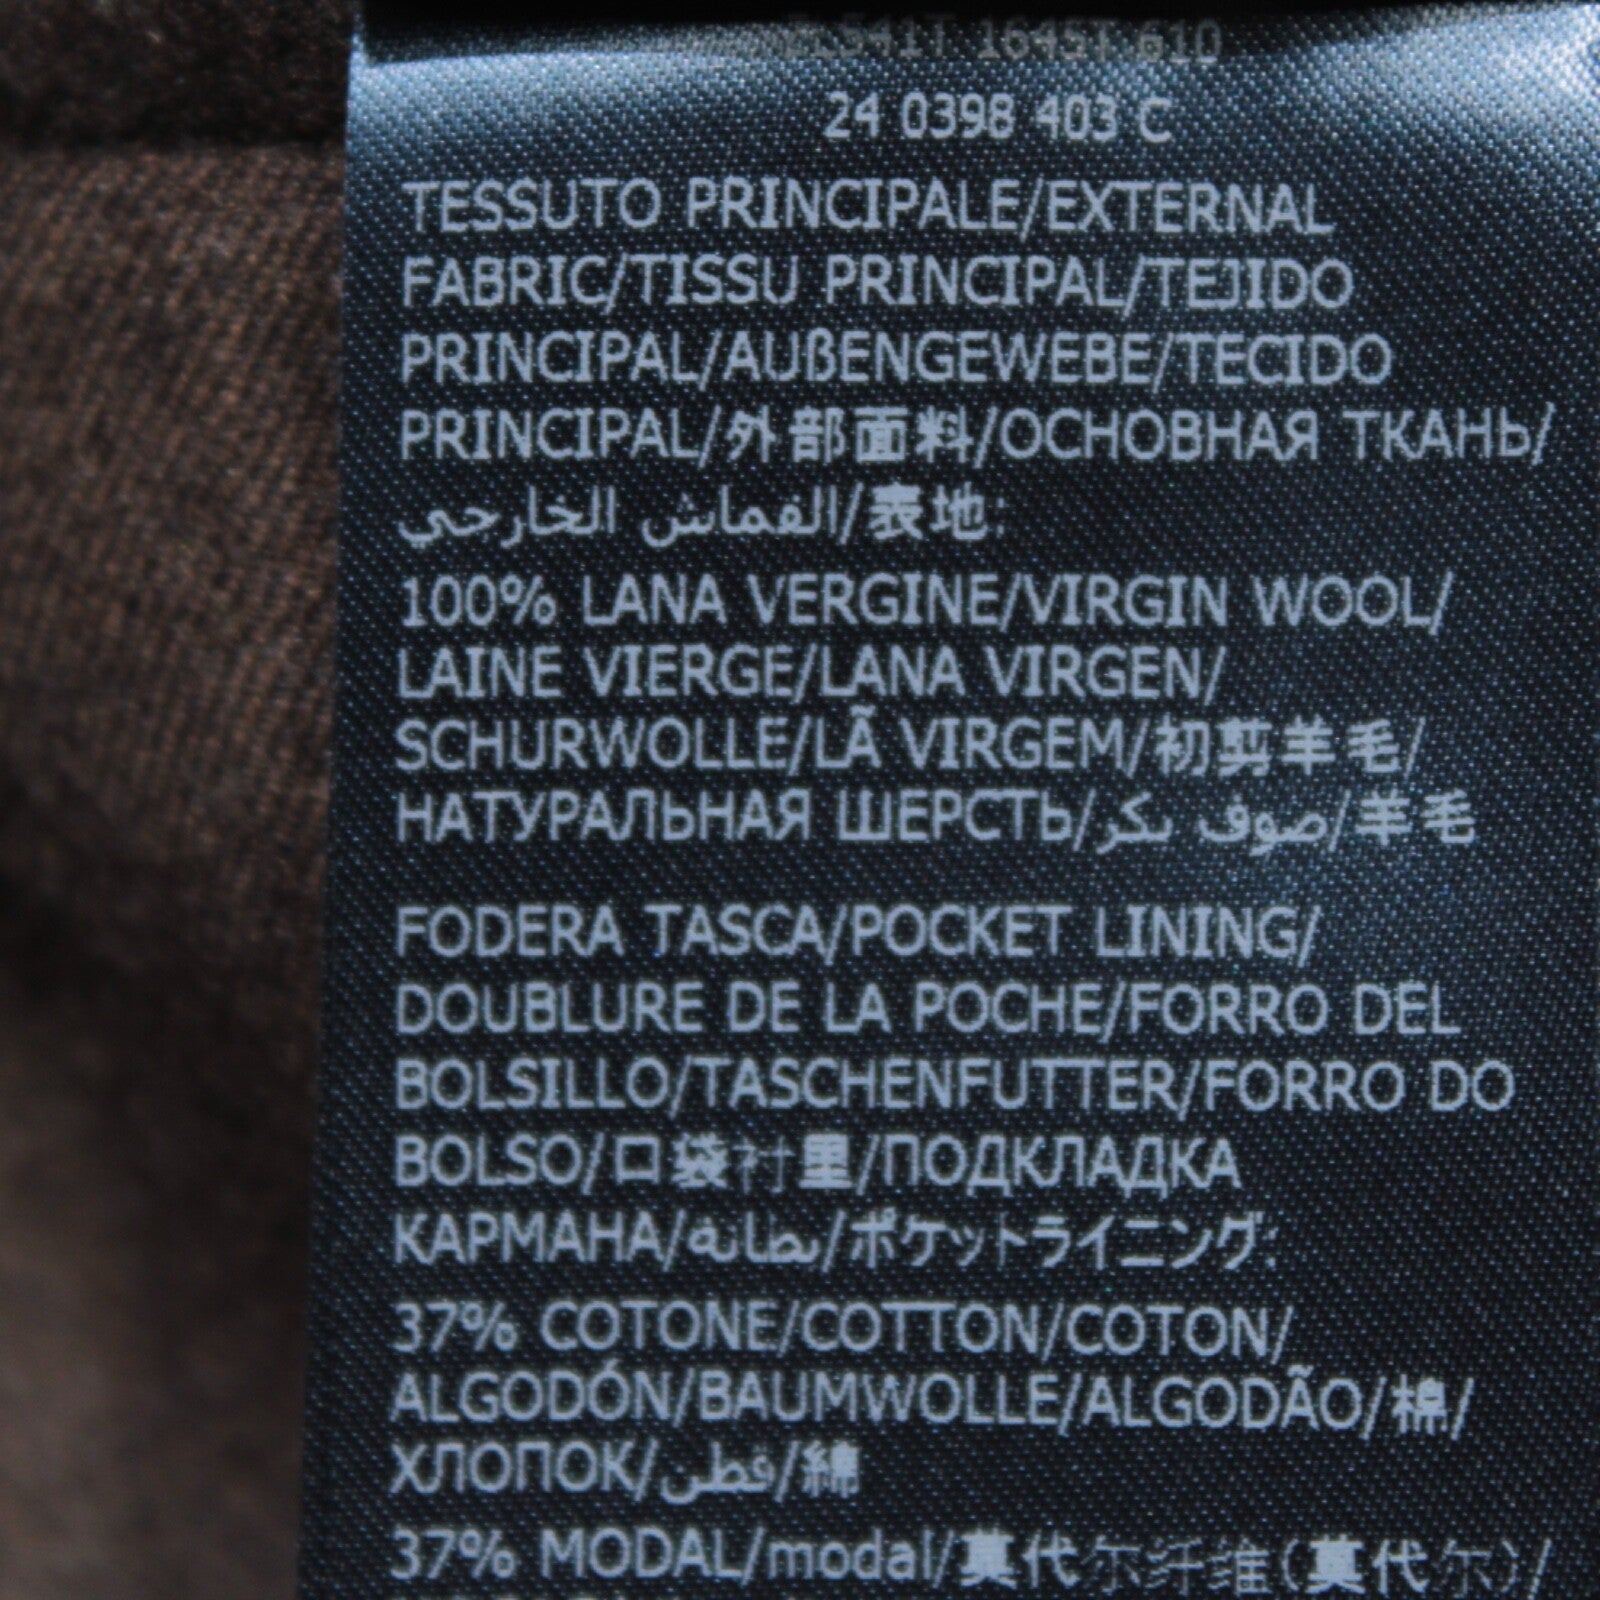 1645T 610
24 0398 403 C
TESSUTO PRINCIPALE/EXTERNAL
FABRIC/TISSU PRINCIPAL/TEJIDO
PRINCIPAL/AUßENGEWEBE/TECIDO
PRINCIPAL/外部面料/ОСНОВНАЯ ТКАНЬ/
القماش الخارجي/表地:
100% LANA VERGINE/VIRGIN WOOL/
LAINE VIERGE/LANA VIRGEN/
SCHURWOLLE/LÃ VIRGEM/初剪羊毛/
НАТУРАЛЬНАЯ ШЕРСТЬ/صوف بكر/羊毛
FODERA TASCA/POCKET LINING/
DOUBLURE DE LA POCHE/FORRO DEL
BOLSILLO/TASCHENFUTTER/FORRO DO
BOLSO/口袋衬里/ПОДКЛАДКА
КАРМАНА/بطانة/ポケットライニング:
37% COTONE/COTTON/COTON/
ALGODÓN/BAUMWOLLE/ALGODÃO/棉/
ХЛОПОК/قطن/綿
37% MODAL/modal/莫代尔纤维(莫代尔)/